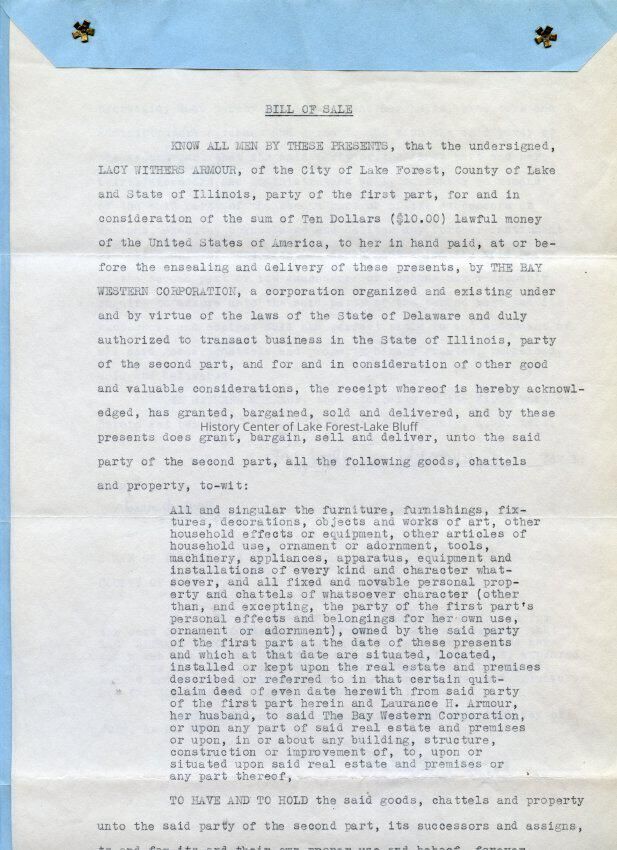 BILL OF SALE
KNOW ALL MEN BY THESE PRESENTS, that the undersigned,
LACY WITHERS ARMOUR, of the City of Lake Forest, County of Lake
and State of Illinois, party of the first part, for and in
consideration of the sum of Ten Dollars ($10.00) lawful money
of the United States of America, to her in hand paid, at or be-
fore the ensealing and delivery of these presents, by THE BAY
WESTERN CORPORATION, a corporation organized and existing under
and by virtue of the laws of the State of Delaware and duly
authorized to transact business in the State of Illinois, party
of the second part, and for and in consideration of other good
and valuable considerations, the receipt whereof is hereby acknowl-
edged, has granted, bargained, sold and delivered, and by these
History Center of Lake Forest-Lake Bluff
presents does grant, bargain, sell and deliver, unto the said
party of the second part, all the following goods, chattels
and property, to-wit:
All and singular the furniture, furnishings, fix-
tures, decorations, objects and works of art, other
household effects or equipment, other articles of
household use, ornament or adornment, tools,
machinery, appliances, apparatus, equipment and
installations of every kind and character what-
soever, and all fixed and movable personal prop-
erty and chattels of whatsoever character (other
than, and excepting, the party of the first part's
personal effects and belongings for her own use,
ornament or adornment), owned by the said party
of the first part at the date of these presents
and which at that date are situated, located,
installed or kept upon the real estate and premises
described or referred to in that certain quit-
claim deed of even date herewith from said party
of the first part herein and Laurance H. Armour,
her husband, to said The Bay Western Corporation,
or upon any part of said real estate and premises
or upon, in or about any building, structure,
construction or improvement of, to, upon or
situated upon said real estate and premises or
any part thereof,
TO HAVE AND TO HOLD the said goods, chattels and property
unto the said party of the second part, its successors and assigns,
to and for its and their own proper use and behoof, forever